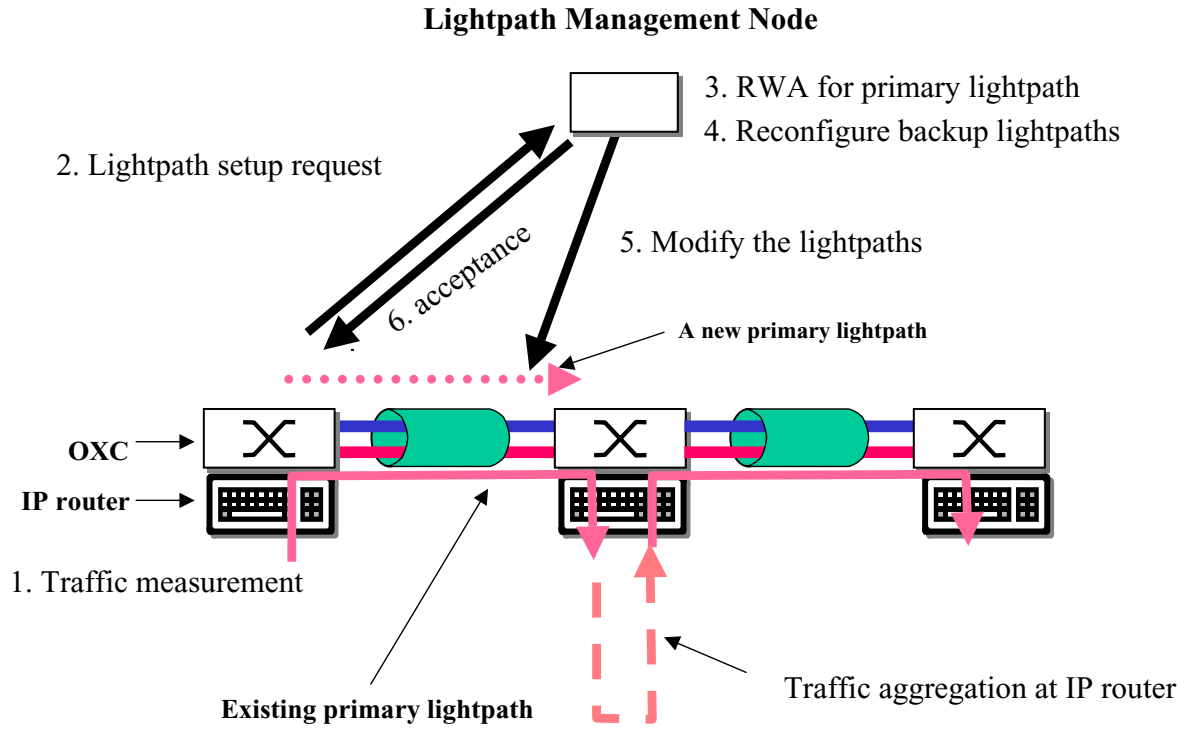 Lightpath Management Node
3. RWA for primary lightpath
4. Reconfigure backup lightpaths
2. Lightpath setup request
5. Modify the lightpaths
6. acceptance
A new primary lightpath
OXC
IP router
1. Traffic measurement
Existing primary lightpath
Traffic aggregation at IP router